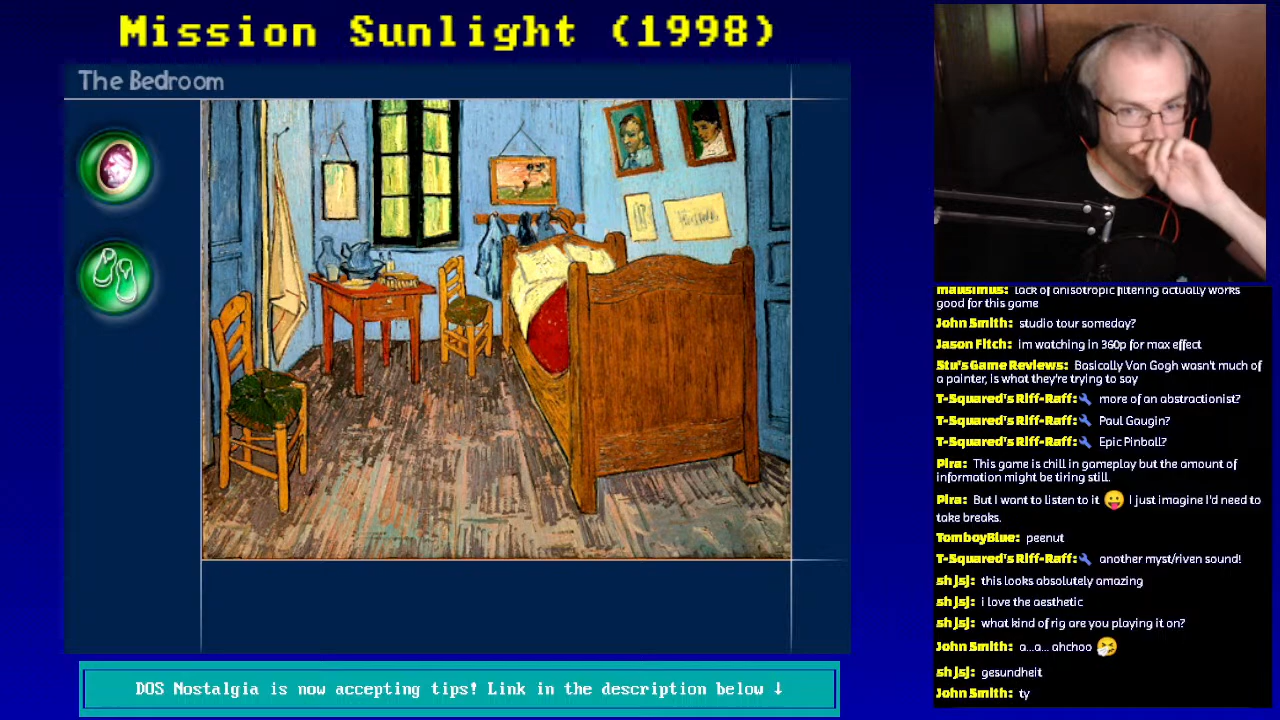 Mission Sunlight (1998)
The Bedroom
DOS Nostalgia is now accepting tips! Link in the description below ↓
mausimus: lack of anisotropic filtering actually works
good for this game
John Smith: studio tour someday?
Jason Fitch: im watching in 360p for max effect
Stu's Game Reviews: Basically Van Gogh wasn't much of
a painter, is what they're trying to say
T-Squared's Riff-Raff: more of an abstractionist?
T-Squared's Riff-Raff: Paul Gaugin?
T-Squared's Riff-Raff: Epic Pinball?
Pira: This game is chill in gameplay but the amount of
information might be tiring still.
Pira: But I want to listen to it 😛 I just imagine I'd need to
take breaks.
TomboyBlue: peenut
T-Squared's Riff-Raff: another myst/riven sound!
sh jsj: this looks absolutely amazing
sh jsj: i love the aesthetic
sh jsj: what kind of rig are you playing it on?
John Smith: a...a... ahchoo 🤧
sh jsj: gesundheit
John Smith: ty